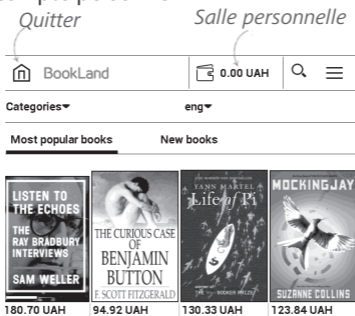 Quitter
Salle personnelle
BookLand
0.00 UAH
Categories▾
eng▾
Most popular books
New books
LISTEN TO
THE ECHOES
THE
RAY BRADBURY
INTERVIEWS
SAM WELLER
THE CURIOUS CASE
OF
BENJAMIN
BUTTON
F. SCOTT FITZGERALD
YANN MARTEL
Life of Pi
MOCKINGJAY
SUZANNE COLLINS
180.70 UAH
94.92 UAH
130.33 UAH
123.84 UAH